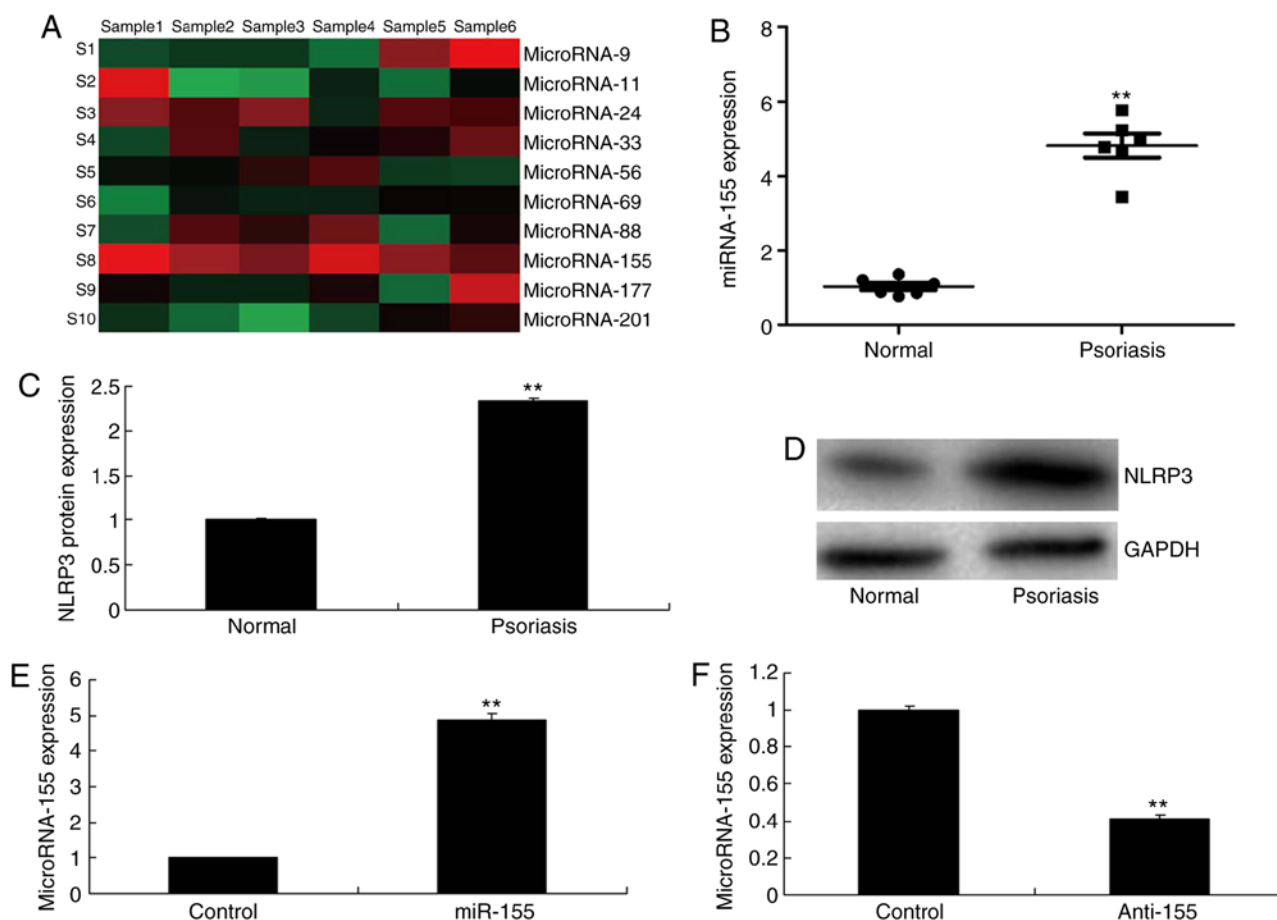 A
Sample1 Sample2 Sample3 Sample4 Sample5 Sample6
S1 MicroRNA-9
S2 MicroRNA-11
S3 MicroRNA-24
S4 MicroRNA-33
S5 MicroRNA-56
S6 MicroRNA-69
S7 MicroRNA-88
S8 MicroRNA-155
S9 MicroRNA-177
S10 MicroRNA-201
B
miRNA-155 expression
8
6
4
2
0
**
Normal Psoriasis
C
NLRP3 protein expression
2.5
2
1.5
1
0.5
0
**
Normal Psoriasis
D
NLRP3
GAPDH
Normal Psoriasis
E
MicroRNA-155 expression
6
5
4
3
2
1
0
**
Control miR-155
F
MicroRNA-155 expression
1.2
1
0.8
0.6
0.4
0.2
0
**
Control Anti-155